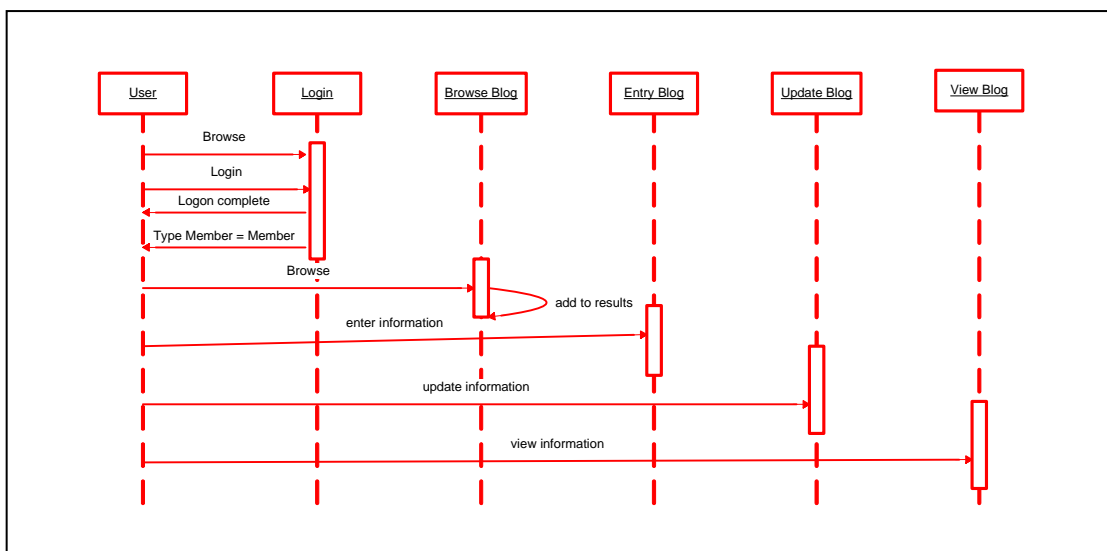 User
Login
Browse Blog
Entry Blog
Update Blog
View Blog
Browse
Login
Logon complete
Type Member = Member
Browse
add to results
enter information
update information
view information